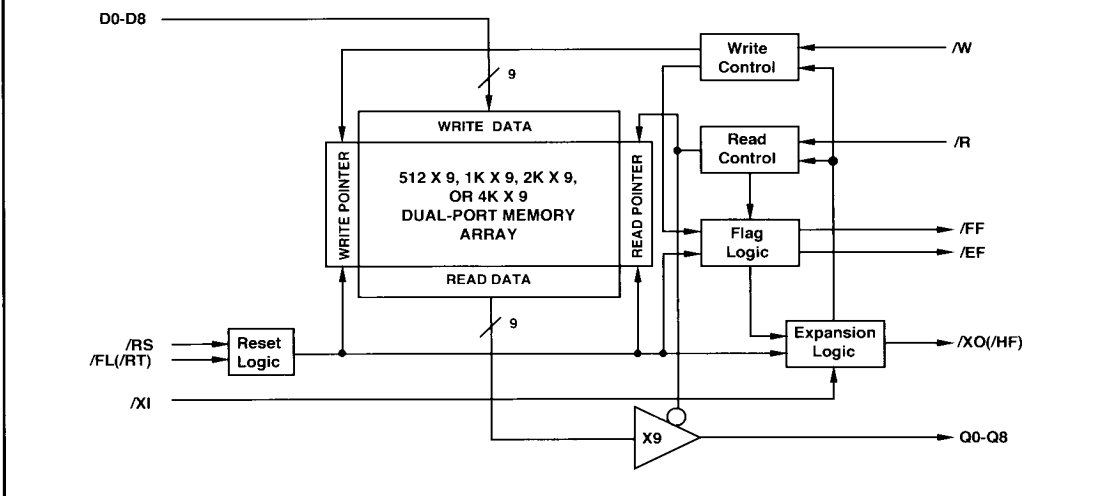 D0-D8
9
Write
Control
/W
WRITE DATA
Read
Control
/R
WRITE POINTER
512 X 9, 1K X 9, 2K X 9,
OR 4K X 9
DUAL-PORT MEMORY
ARRAY
READ POINTER
Flag
Logic
/FF
/EF
READ DATA
9
/RS
/FL(/RT)
Reset
Logic
Expansion
Logic
/XO(/HF)
/XI
X9
Q0-Q8